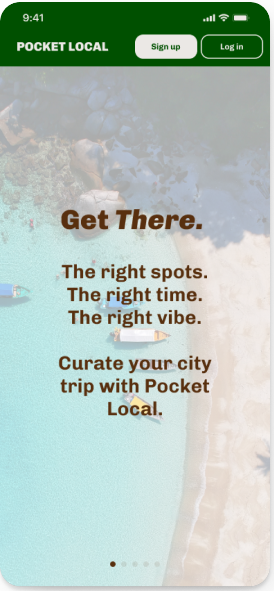 9:41
POCKET LOCAL
Sign up
Log in
Get There.
The right spots.
The right time.
The right vibe.
Curate your city
trip with Pocket
Local.